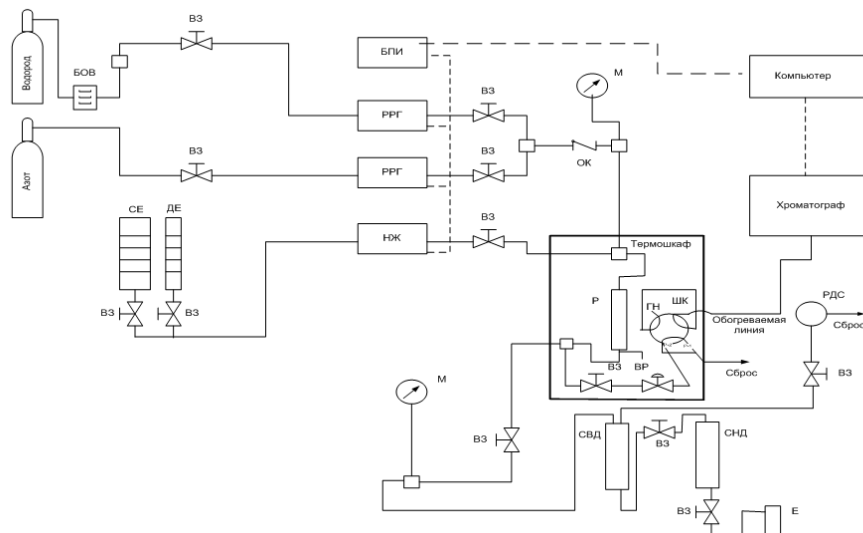 ВЗ
М
БПИ
Водород
БОВ
Компьютер
ВЗ
РРГ
ВЗ
ВЗ
РРГ
ОК
Азот
Хроматограф
СЕ
ДЕ
ВЗ
НЖ
Термошкаф
РДС
Р
ГН
ШК
Обогреваемая
линия
Сброс
ВЗ
ВЗ
ВЗ
ВР
Сброс
ВЗ
М
ВЗ
СВД
ВЗ
СНД
ВЗ
Е